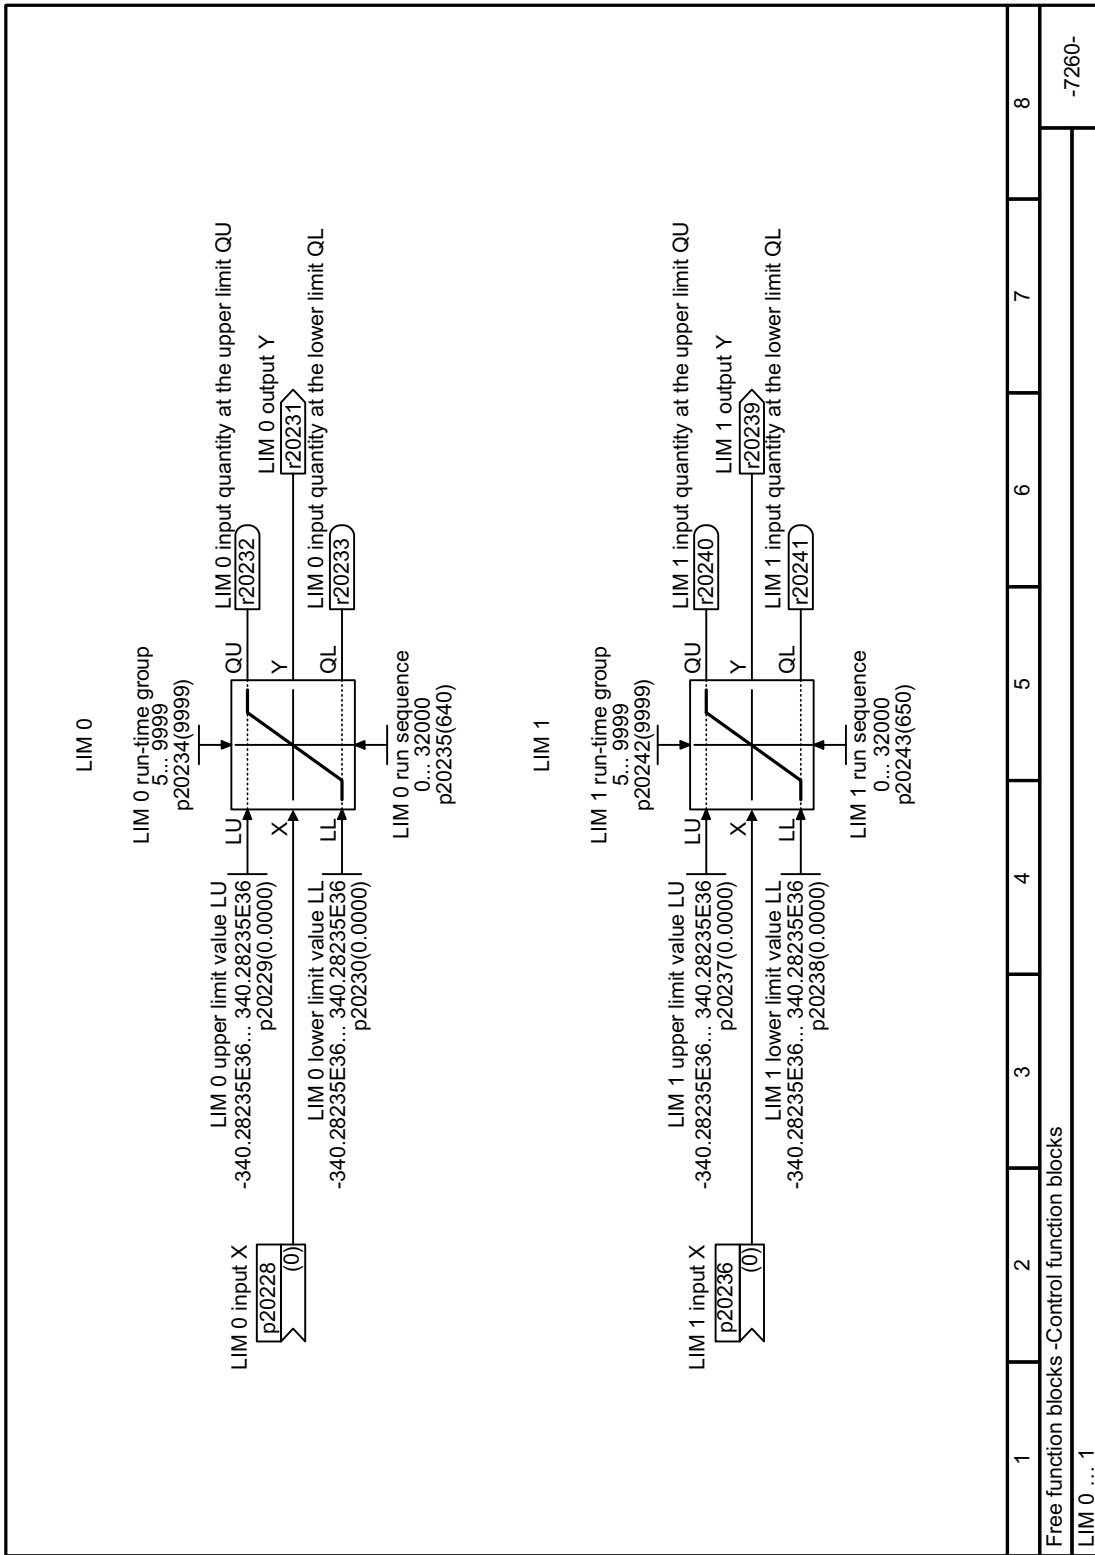 LIM 0
LIM 0 run-time group
5... 9999
p20234(9999)
LIM 0 upper limit value LU
-340.28235E36... 340.28235E36
p20229(0.0000)
LU
QU
LIM 0 input quantity at the upper limit QU
r20232
LIM 0 input X
p20228
(0)
X
Y
LIM 0 output Y
r20231
LIM 0 lower limit value LL
-340.28235E36... 340.28235E36
p20230(0.0000)
LL
QL
LIM 0 input quantity at the lower limit QL
r20233
LIM 0 run sequence
0... 32000
p20235(640)
LIM 1
LIM 1 run-time group
5... 9999
p20242(9999)
LIM 1 upper limit value LU
-340.28235E36... 340.28235E36
p20237(0.0000)
LU
QU
LIM 1 input quantity at the upper limit QU
r20240
LIM 1 input X
p20236
(0)
X
Y
LIM 1 output Y
r20239
LIM 1 lower limit value LL
-340.28235E36... 340.28235E36
p20238(0.0000)
LL
QL
LIM 1 input quantity at the lower limit QL
r20241
LIM 1 run sequence
0... 32000
p20243(650)
1 2 3 4 5 6 7 8
Free function blocks -Control function blocks
-7260-
LIM 0 ... 1